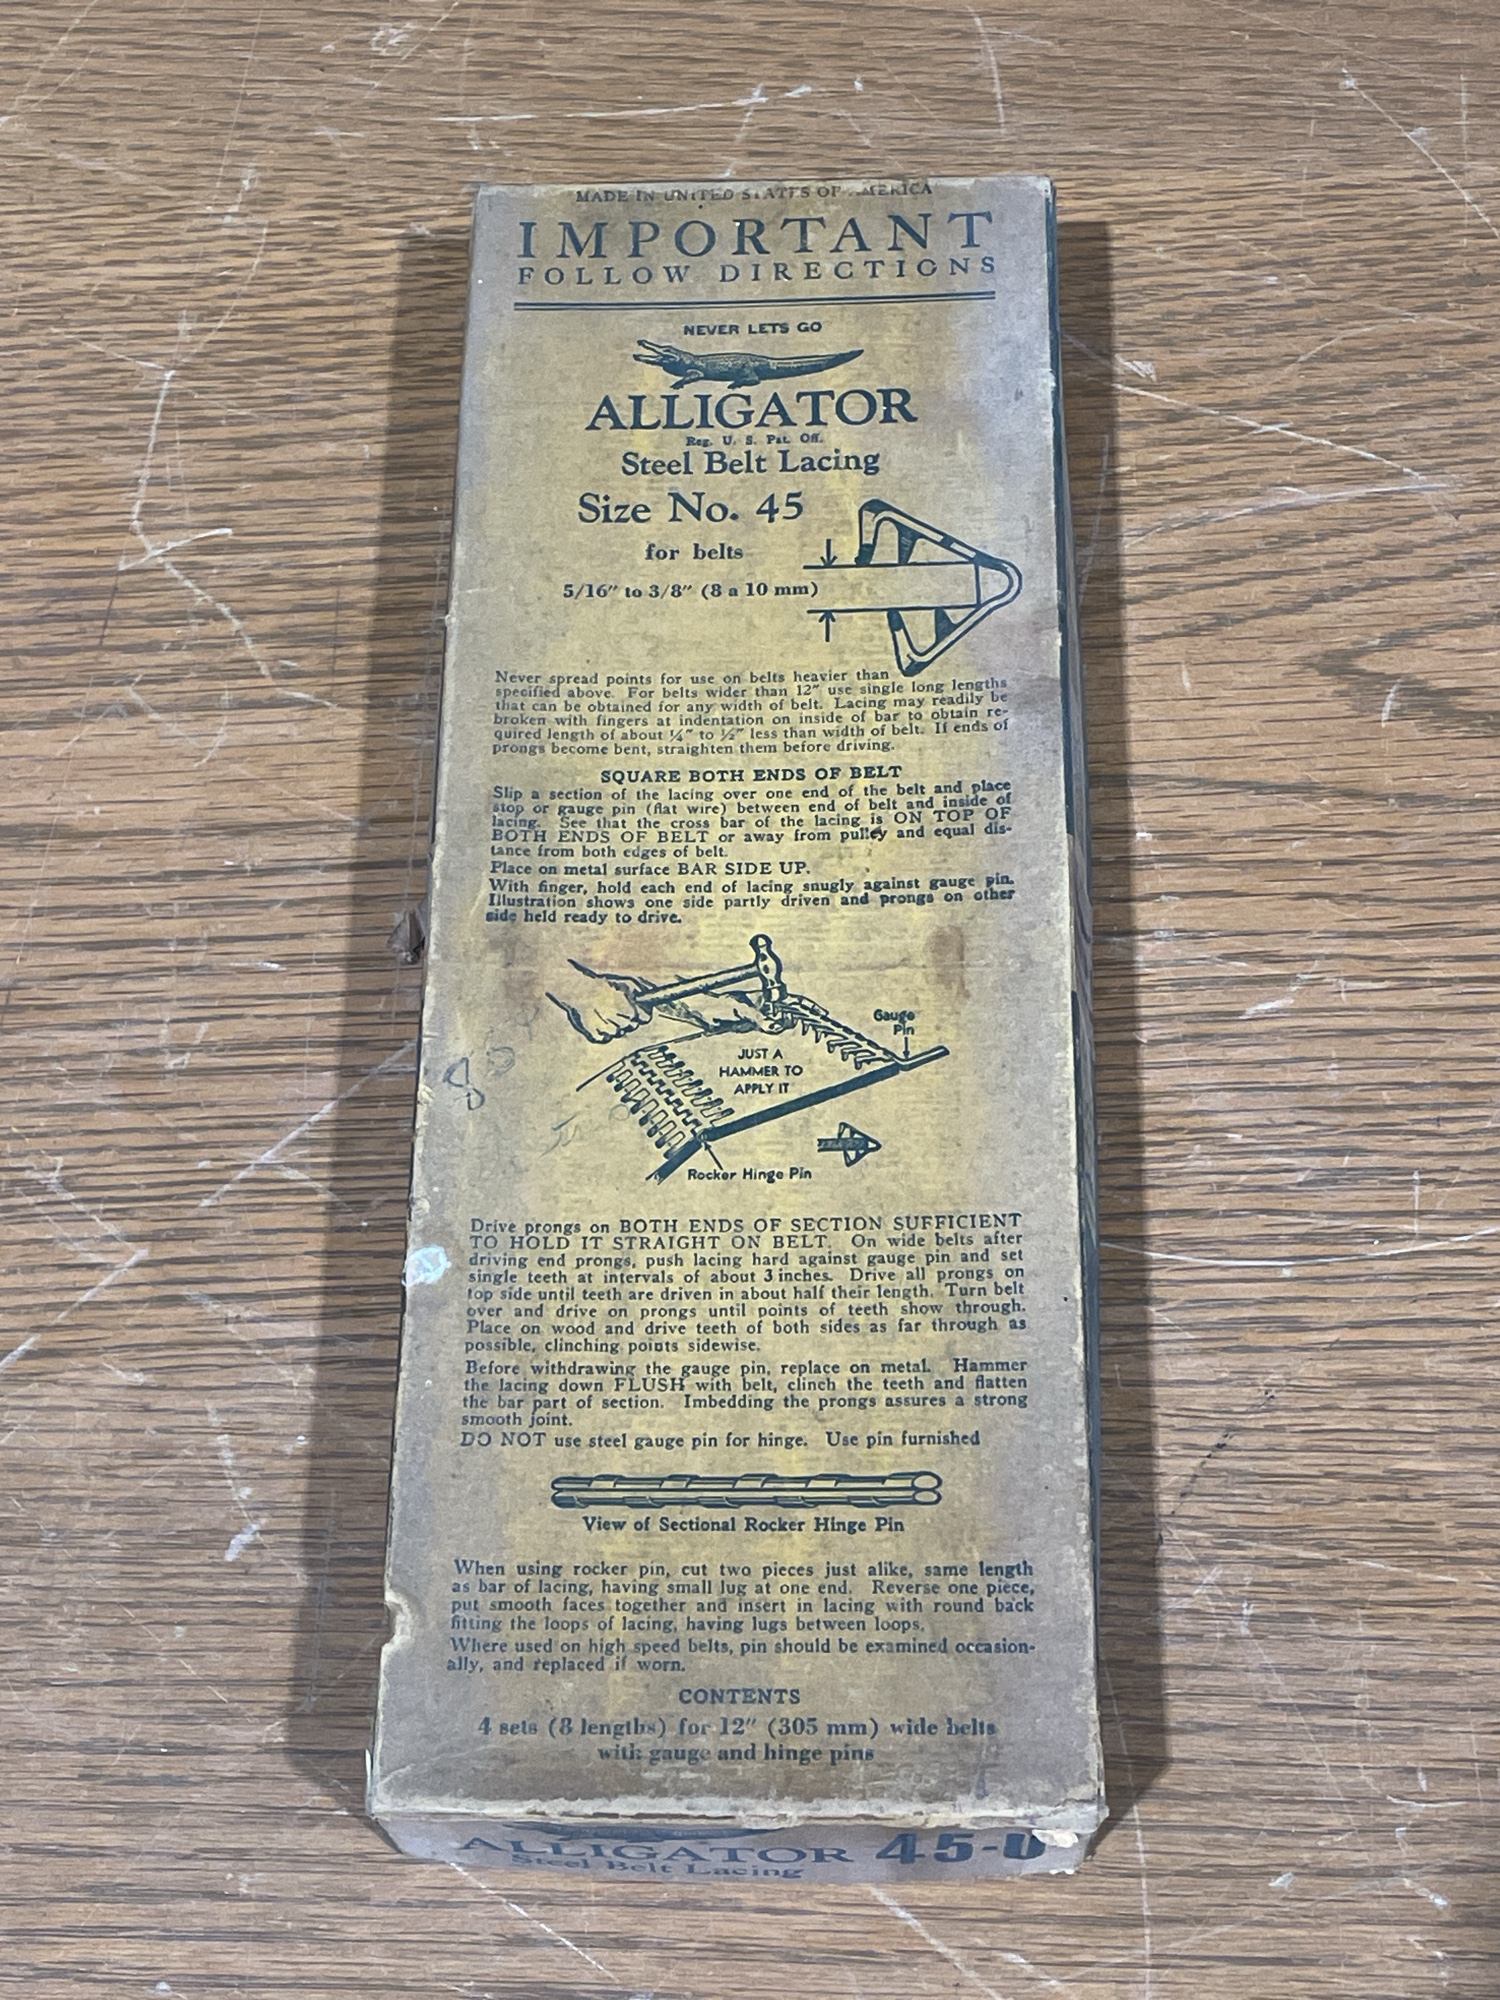 MADE IN UNITED STATES OF AMERICA
IMPORTANT
FOLLOW DIRECTIONS
NEVER LETS GO
ALLIGATOR
Reg. U. S. Pat. Off.
Steel Belt Lacing
Size No. 45
for belts
5/16" to 3/8" (8 a 10 mm)
Never spread points for use on belts heavier than
specified above. For belts wider than 12" use single long lengths
that can be obtained for any width of belt. Lacing may readily be
broken with fingers at indentation on inside of bar to obtain re-
quired length of about ¼" to ½" less than width of belt. If ends of
prongs become bent, straighten them before driving.
SQUARE BOTH ENDS OF BELT
Slip a section of the lacing over one end of the belt and place
stop or gauge pin (flat wire) between end of belt and inside of
lacing. See that the cross bar of the lacing is ON TOP OF
BOTH ENDS OF BELT or away from pulley and equal dis-
tance from both edges of belt.
Place on metal surface BAR SIDE UP.
With finger, hold each end of lacing snugly against gauge pin.
Illustration shows one side partly driven and prongs on other
side held ready to drive.
Gauge
Pin
JUST A
HAMMER TO
APPLY IT
Rocker Hinge Pin
Drive prongs on BOTH ENDS OF SECTION SUFFICIENT
TO HOLD IT STRAIGHT ON BELT. On wide belts after
driving end prongs, push lacing hard against gauge pin and set
single teeth at intervals of about 3 inches. Drive all prongs on
top side until teeth are driven in about half their length. Turn belt
over and drive on prongs until points of teeth show through.
Place on wood and drive teeth of both sides as far through as
possible, clinching points sidewise.
Before withdrawing the gauge pin, replace on metal. Hammer
the lacing down FLUSH with belt, clinch the teeth and flatten
the bar part of section. Imbedding the prongs assures a strong
smooth joint.
DO NOT use steel gauge pin for hinge. Use pin furnished
View of Sectional Rocker Hinge Pin
When using rocker pin, cut two pieces just alike, same length
as bar of lacing, having small lug at one end. Reverse one piece,
put smooth faces together and insert in lacing with round back
fitting the loops of lacing, having lugs between loops.
Where used on high speed belts, pin should be examined occasion-
ally, and replaced if worn.
CONTENTS
4 sets (8 lengths) for 12" (305 mm) wide belts
with gauge and hinge pins
ALLIGATOR 45-U
Steel Belt Lacing